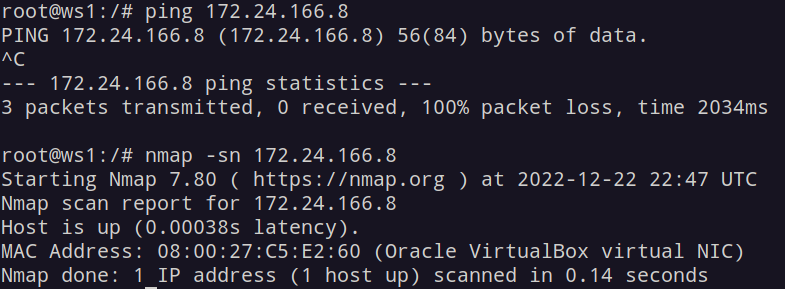 root@ws1:/# ping 172.24.166.8
PING 172.24.166.8 (172.24.166.8) 56(84) bytes of data.
^C
--- 172.24.166.8 ping statistics ---
3 packets transmitted, 0 received, 100% packet loss, time 2034ms

root@ws1:/# nmap -sn 172.24.166.8
Starting Nmap 7.80 ( https://nmap.org ) at 2022-12-22 22:47 UTC
Nmap scan report for 172.24.166.8
Host is up (0.00038s latency).
MAC Address: 08:00:27:C5:E2:60 (Oracle VirtualBox virtual NIC)
Nmap done: 1 IP address (1 host up) scanned in 0.14 seconds